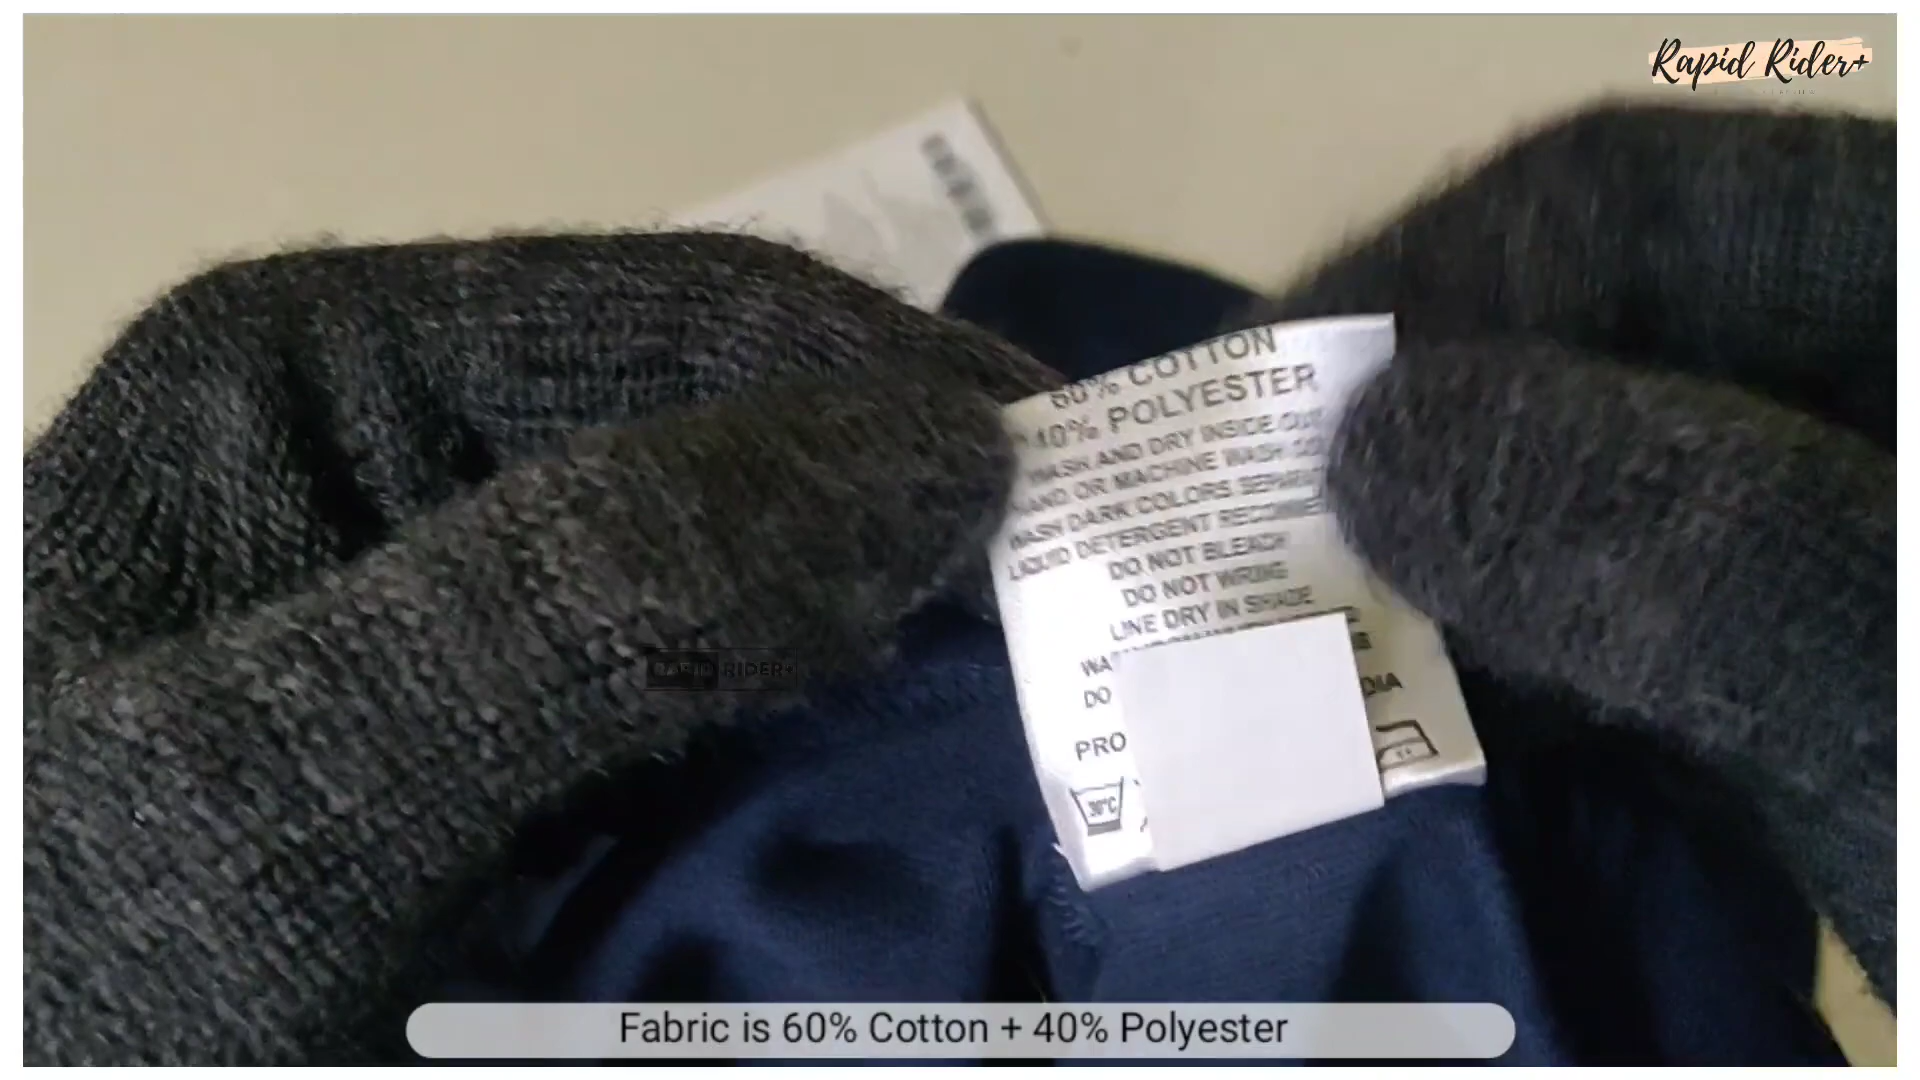 Rapid Rider+
60% COTTON
40% POLYESTER
WASH AND DRY INSIDE OUT
HAND OR MACHINE WASH
WASH DARK COLORS
LIQUID DETERGENT
DO NOT BLEACH
DO NOT WRING
LINE DRY IN SHADE
WA
DO
PRO
30°C
RAPID RIDER+
Fabric is 60% Cotton + 40% Polyester